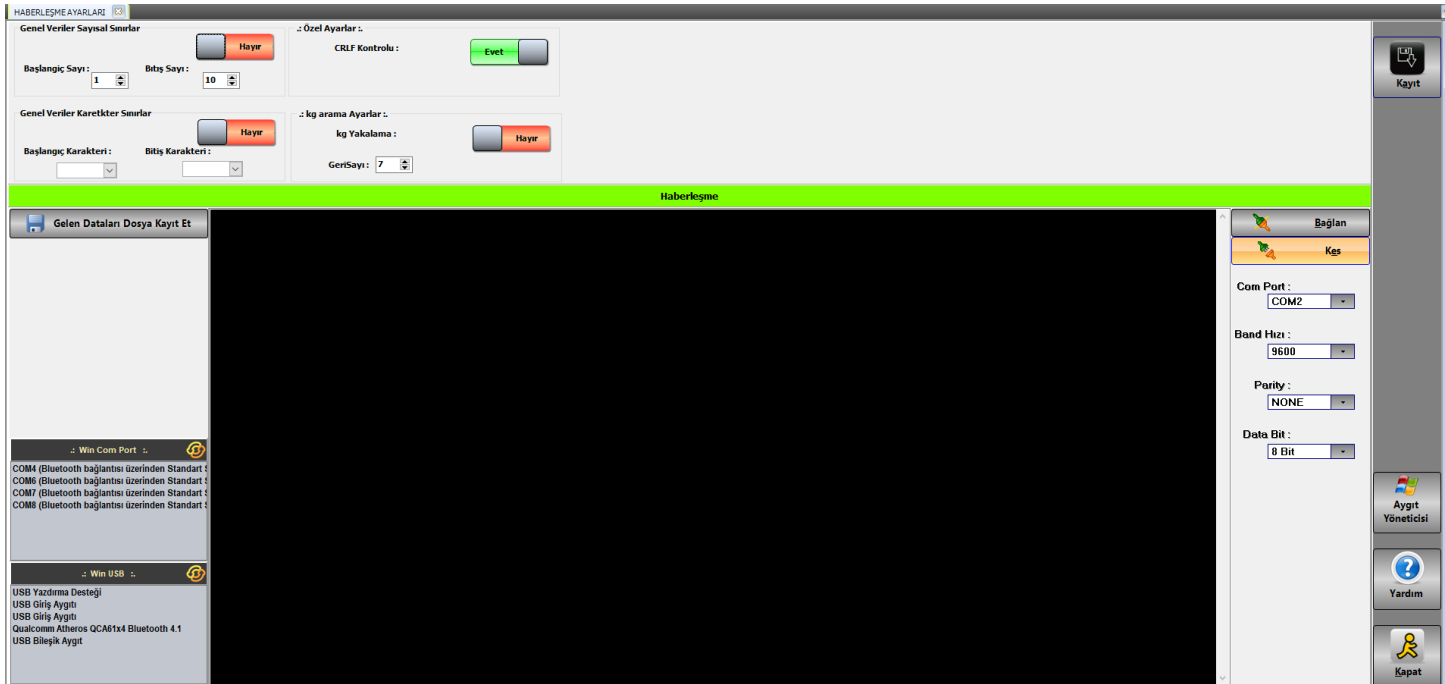 HABERLEŞME AYARLARI
Genel Veriler Sayısal Sınırlar
Hayır
Başlangıç Sayı :
Bıtış Sayı :
1
10
.: Özel Ayarlar :.
CRLF Kontrolu :
Evet
Genel Veriler Karetkter Sınırlar
Hayır
Başlangıç Karakteri :
Bitiş Karakteri :
.: kg arama Ayarlar :.
kg Yakalama :
Hayır
GeriSayı :
7
Haberleşme
Gelen Dataları Dosya Kayıt Et
.: Win Com Port :.
COM4 (Bluetooth bağlantısı üzerinden Standart S
COM6 (Bluetooth bağlantısı üzerinden Standart S
COM7 (Bluetooth bağlantısı üzerinden Standart S
COM8 (Bluetooth bağlantısı üzerinden Standart S
.: Win USB :.
USB Yazdırma Desteği
USB Giriş Aygıtı
USB Giriş Aygıtı
Qualcomm Atheros QCA61x4 Bluetooth 4.1
USB Bileşik Aygıt
Bağlan
Kes
Com Port :
COM2
Band Hızı :
9600
Parity :
NONE
Data Bit :
8 Bit
Kayıt
Aygıt
Yöneticisi
Yardım
Kapat